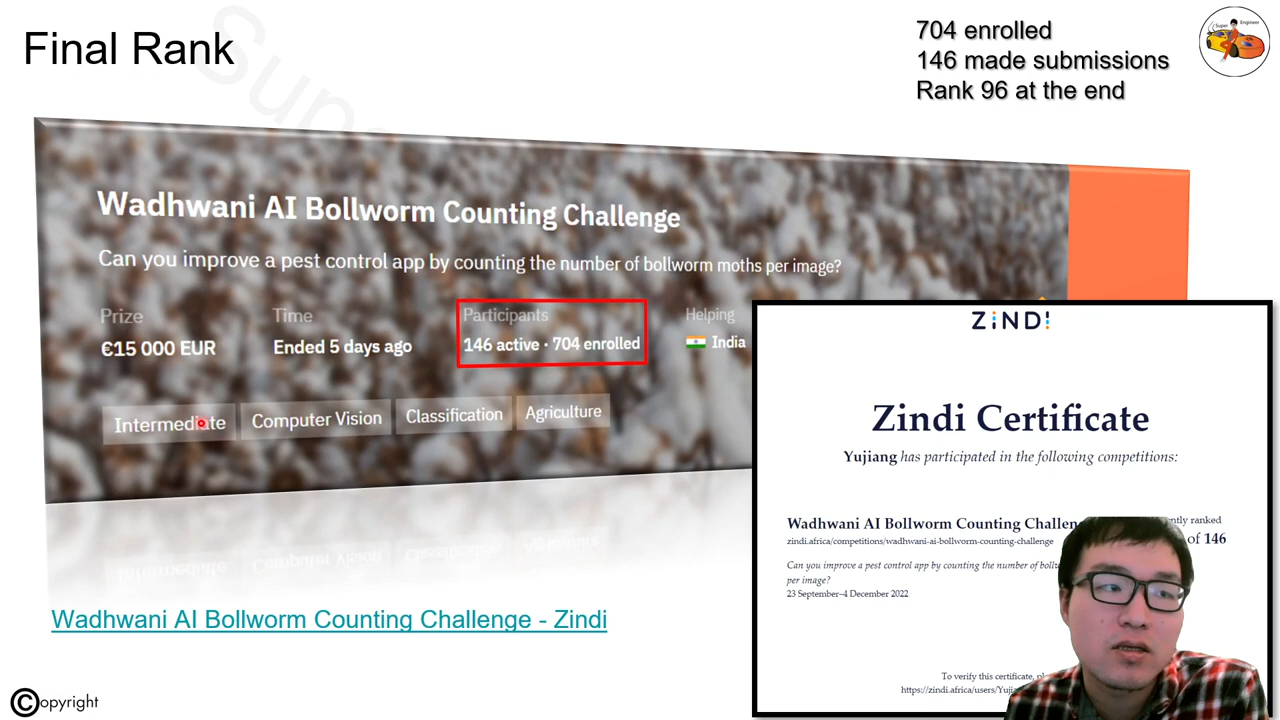 Final Rank
704 enrolled
146 made submissions
Rank 96 at the end
Super Engineer
Wadhwani AI Bollworm Counting Challenge
Can you improve a pest control app by counting the number of bollworm moths per image?
Prize
Time
Participants
Helping
€15 000 EUR
Ended 5 days ago
146 active · 704 enrolled
India
Intermediate
Computer Vision
Classification
Agriculture
ZiNDI
Zindi Certificate
Yujiang has participated in the following competitions:
Wadhwani AI Bollworm Counting
ranked
zindi.africa/competitions/wadhwani-ai-bollworm-counting-challenge
of 146
Can you improve a pest control app by counting the number of
per image?
23 September–4 December 2022
To verify this certificate,
https://zindi.africa/users/
Wadhwani AI Bollworm Counting Challenge - Zindi
Copyright